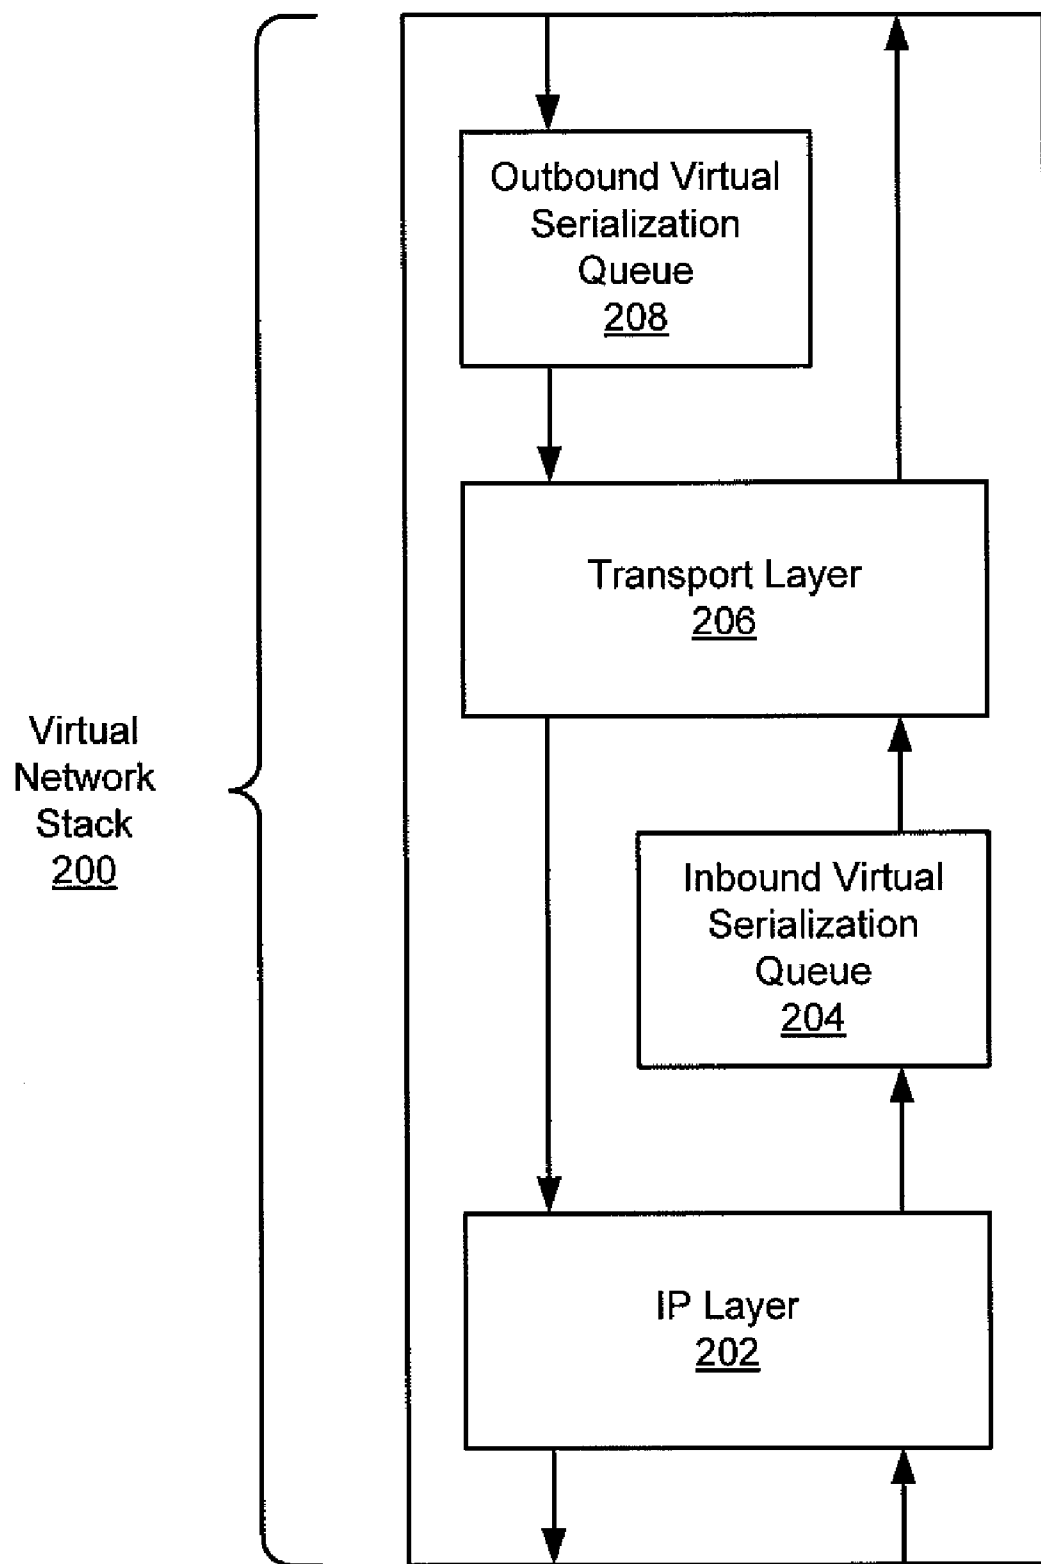 Outbound Virtual
Serialization
Queue
208
Transport Layer
206
Virtual
Network
Stack
200
Inbound Virtual
Serialization
Queue
204
IP Layer
202